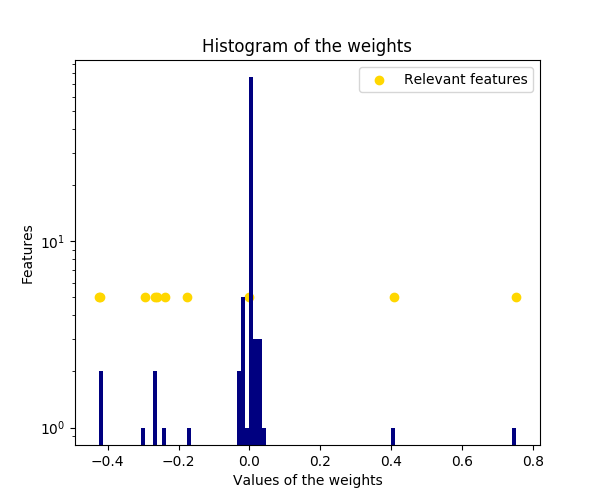 Histogram of the weights
Relevant features
Features
10¹
10⁰
−0.4 −0.2 0.0 0.2 0.4 0.6 0.8
Values of the weights